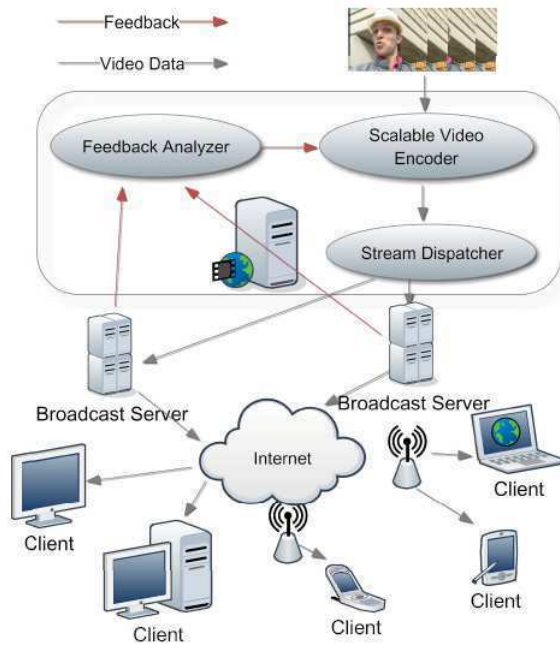 Feedback
Video Data
Feedback Analyzer
Scalable Video
Encoder
Stream Dispatcher
Broadcast Server
Broadcast Server
Internet
Client
Client
Client
Client
Client